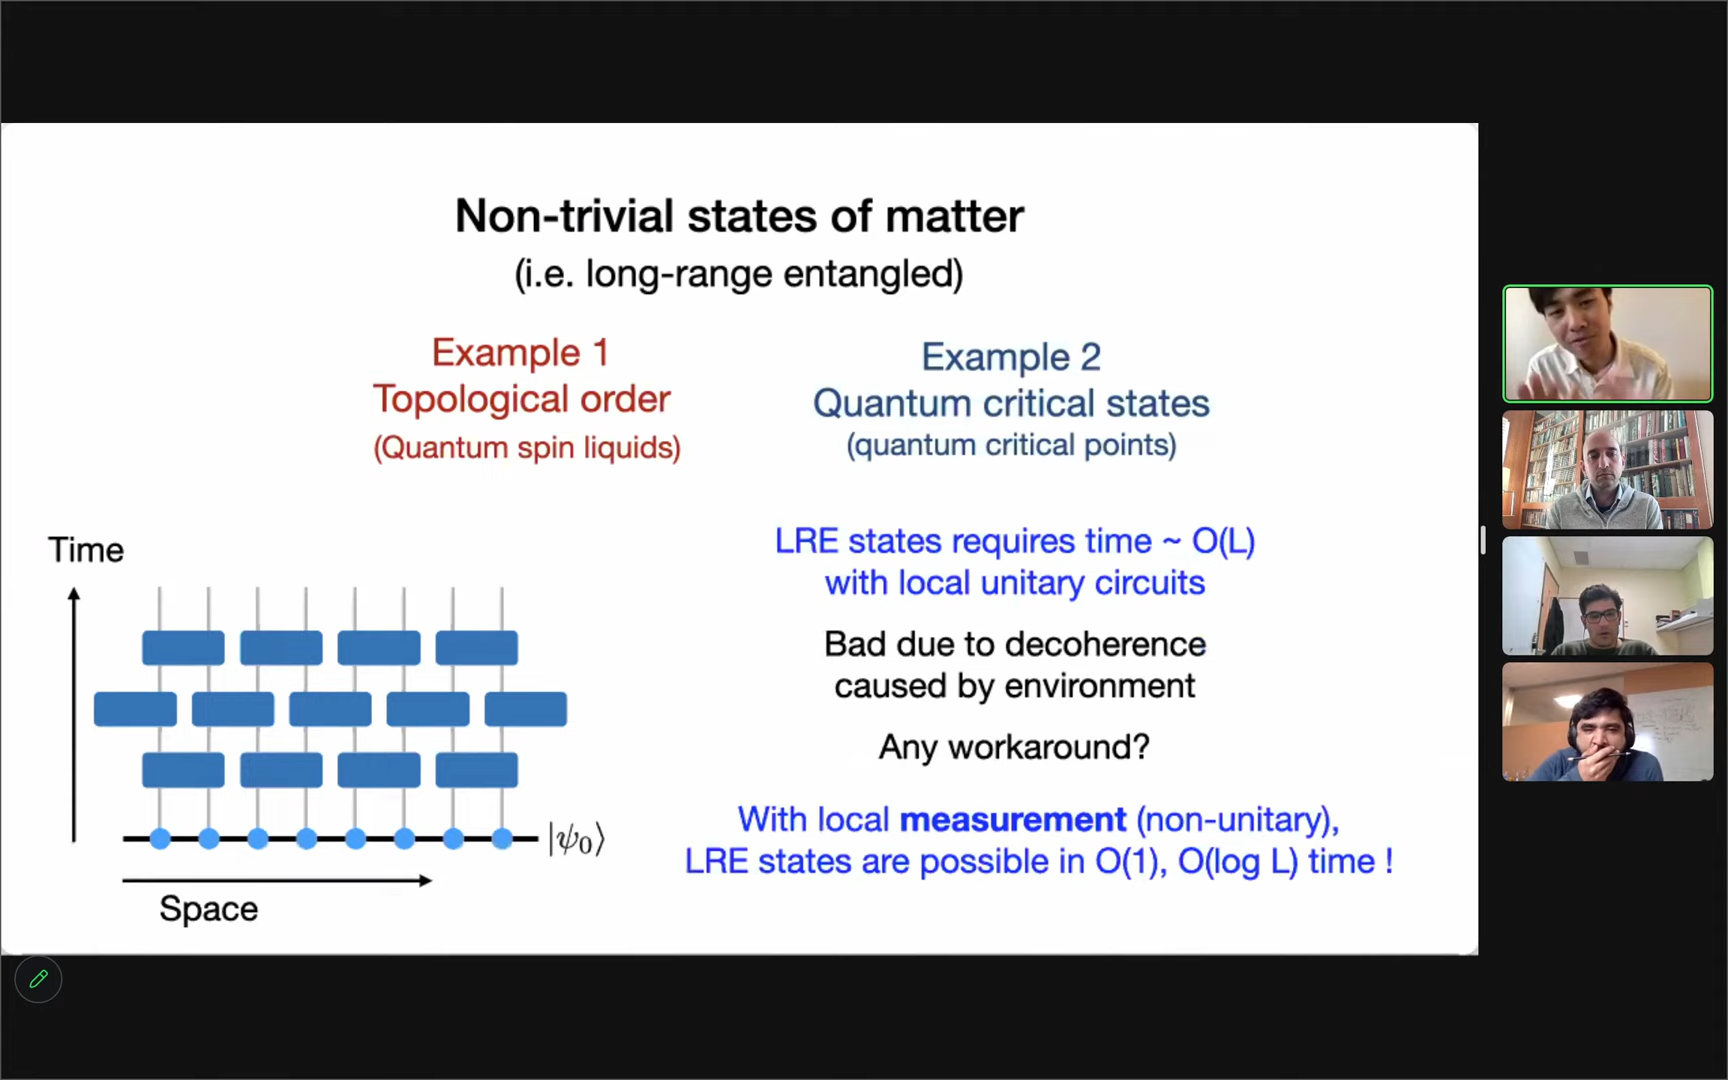 Non-trivial states of matter
(i.e. long-range entangled)
Example 1
Topological order
(Quantum spin liquids)
Example 2
Quantum critical states
(quantum critical points)
LRE states requires time ~ O(L)
with local unitary circuits
Bad due to decoherence
caused by environment
Any workaround?
With local measurement (non-unitary),
LRE states are possible in O(1), O(log L) time !
Time
|ψ₀⟩
Space